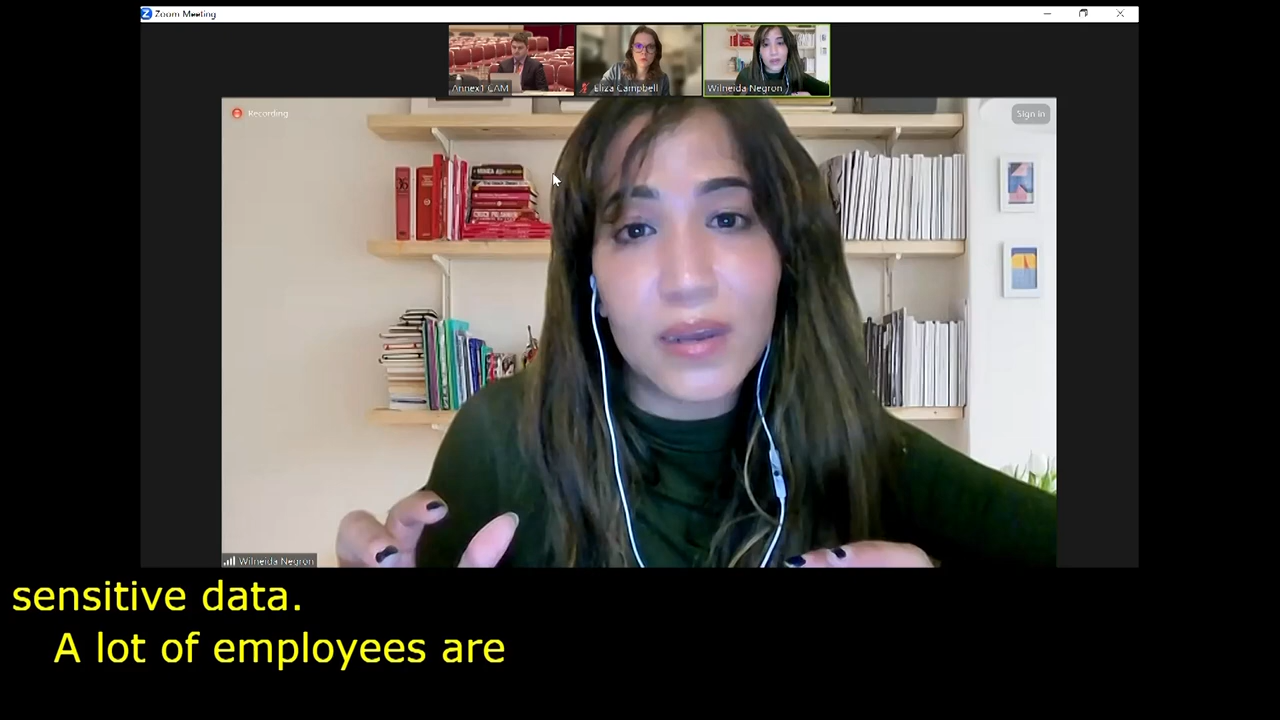 Zoom Meeting
Annex1 CAM
Eliza Campbell
Wilneida Negron
Recording
Sign in
Wilneida Negron
sensitive data.
A lot of employees are